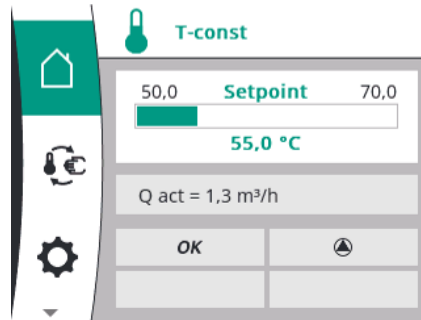 T-const
50,0 Setpoint 70,0
55,0 °C
Q act = 1,3 m³/h
OK